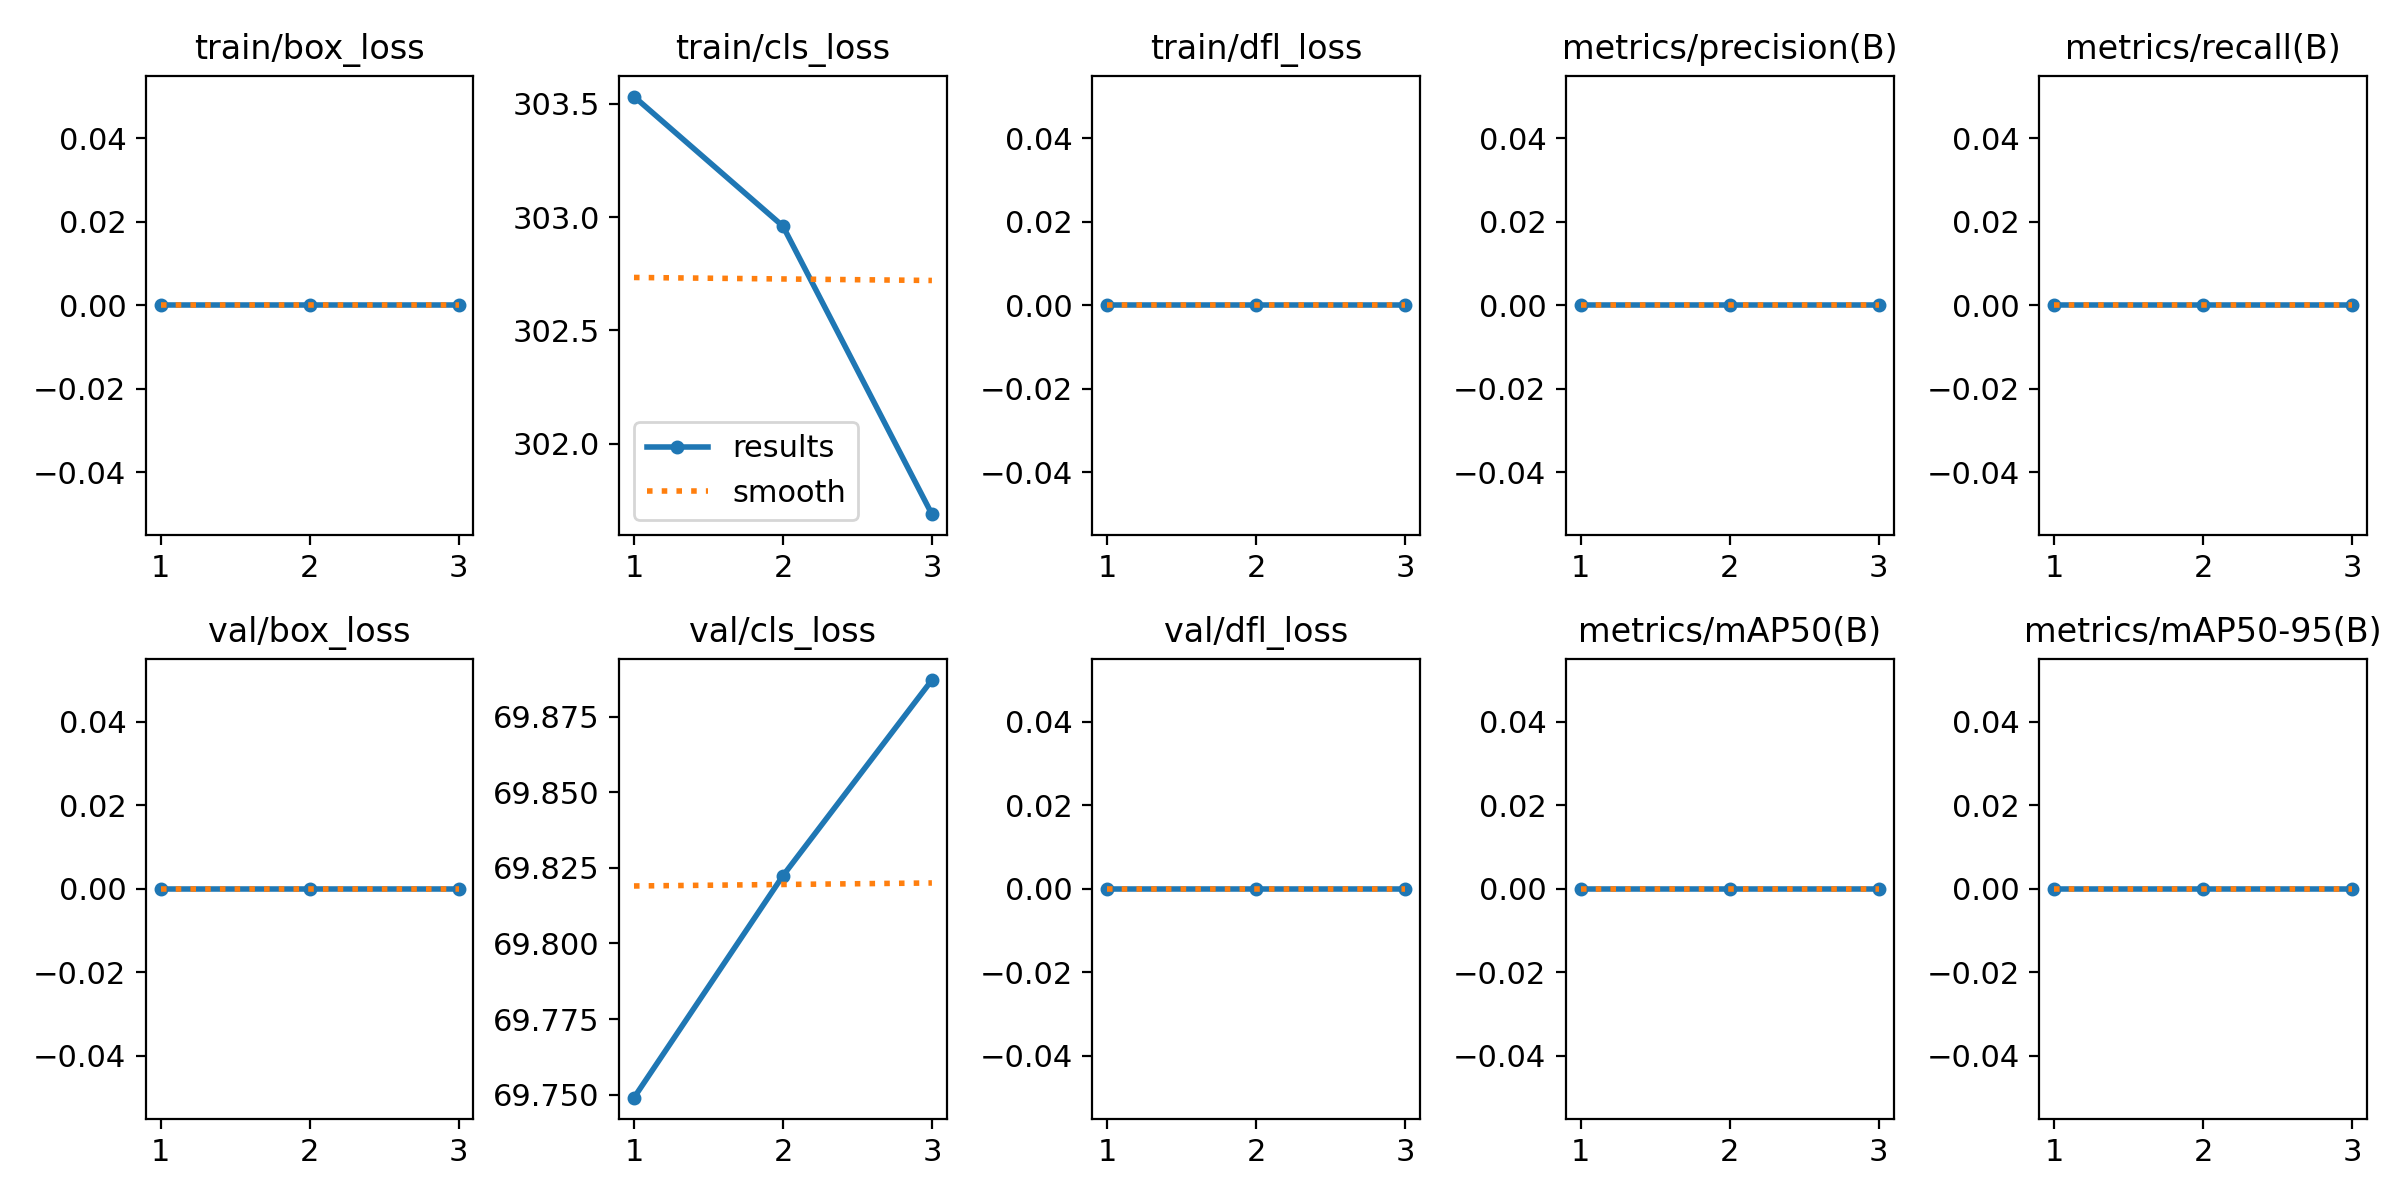 train/box_loss
0.04
0.02
0.00
−0.02
−0.04
1 2 3
train/cls_loss
303.5
303.0
302.5
302.0
results
smooth
1 2 3
train/dfl_loss
0.04
0.02
0.00
−0.02
−0.04
1 2 3
metrics/precision(B)
0.04
0.02
0.00
−0.02
−0.04
1 2 3
metrics/recall(B)
0.04
0.02
0.00
−0.02
−0.04
1 2 3
val/box_loss
0.04
0.02
0.00
−0.02
−0.04
1 2 3
val/cls_loss
69.875
69.850
69.825
69.800
69.775
69.750
1 2 3
val/dfl_loss
0.04
0.02
0.00
−0.02
−0.04
1 2 3
metrics/mAP50(B)
0.04
0.02
0.00
−0.02
−0.04
1 2 3
metrics/mAP50-95(B)
0.04
0.02
0.00
−0.02
−0.04
1 2 3